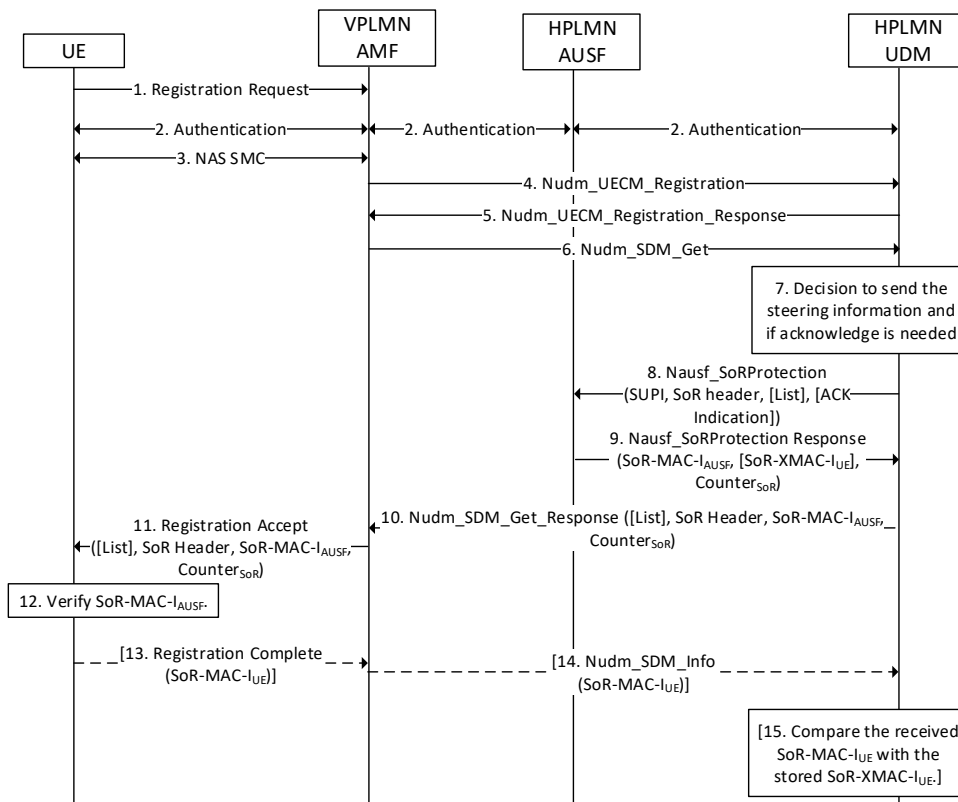 UE
VPLMN
AMF
HPLMN
AUSF
HPLMN
UDM
1. Registration Request
2. Authentication
2. Authentication
2. Authentication
3. NAS SMC
4. Nudm_UECM_Registration
5. Nudm_UECM_Registration_Response
6. Nudm_SDM_Get
7. Decision to send the
steering information and
if acknowledge is needed
8. Nausf_SoRProtection
(SUPI, SoR header, [List], [ACK
Indication])
9. Nausf_SoRProtection Response
(SoR-MAC-IAUSF, [SoR-XMAC-IUE],
CounterSoR)
10. Nudm_SDM_Get_Response ([List], SoR Header, SoR-MAC-IAUSF,
CounterSoR)
11. Registration Accept
([List], SoR Header, SoR-MAC-IAUSF,
CounterSoR)
12. Verify SoR-MAC-IAUSF.
[13. Registration Complete
(SoR-MAC-IUE)]
[14. Nudm_SDM_Info
(SoR-MAC-IUE)]
[15. Compare the received
SoR-MAC-IUE with the
stored SoR-XMAC-IUE.]